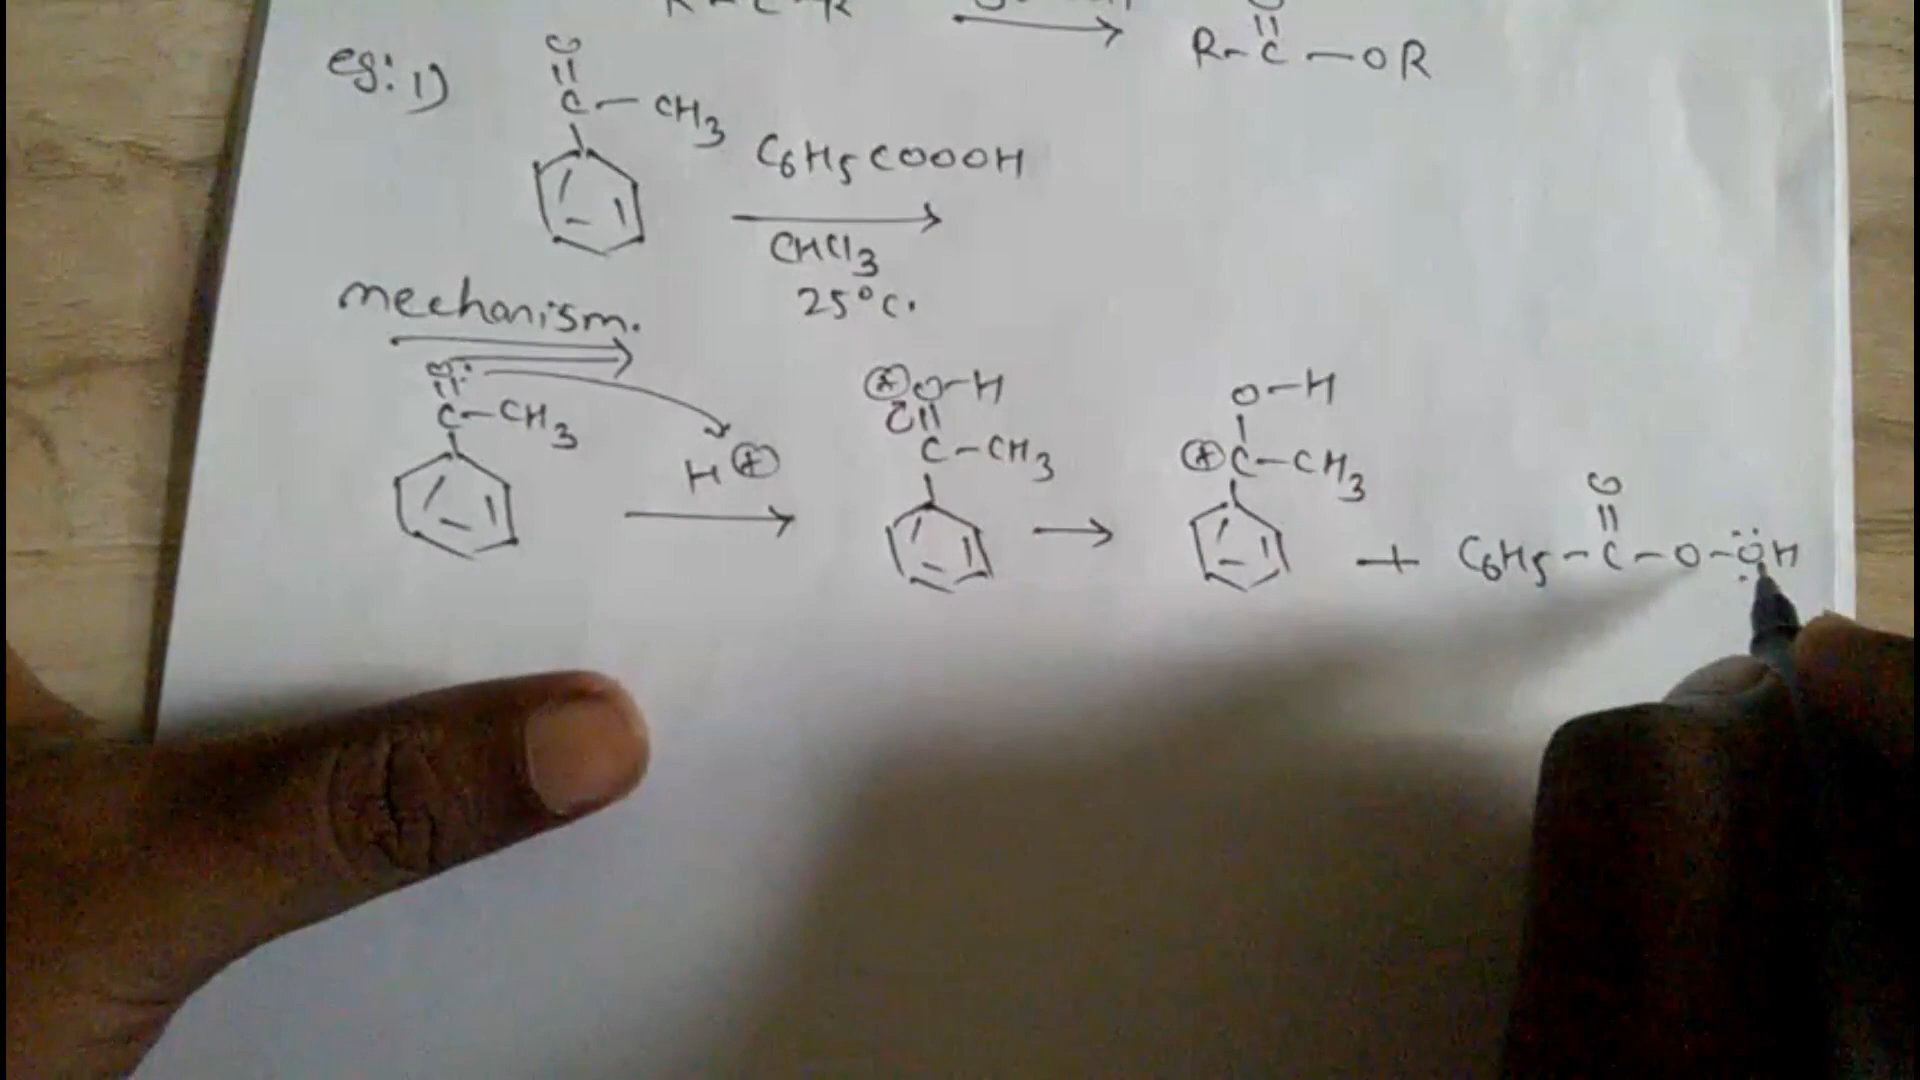 R-C-OR
eg: 1)
O
C-CH3
C6H5COOOH
CHCl3
25°C.
mechanism.
O:
C-CH3
H+
+O-H
C-CH3
O-H
+C-CH3
+
O
C6H5-C-O-OH